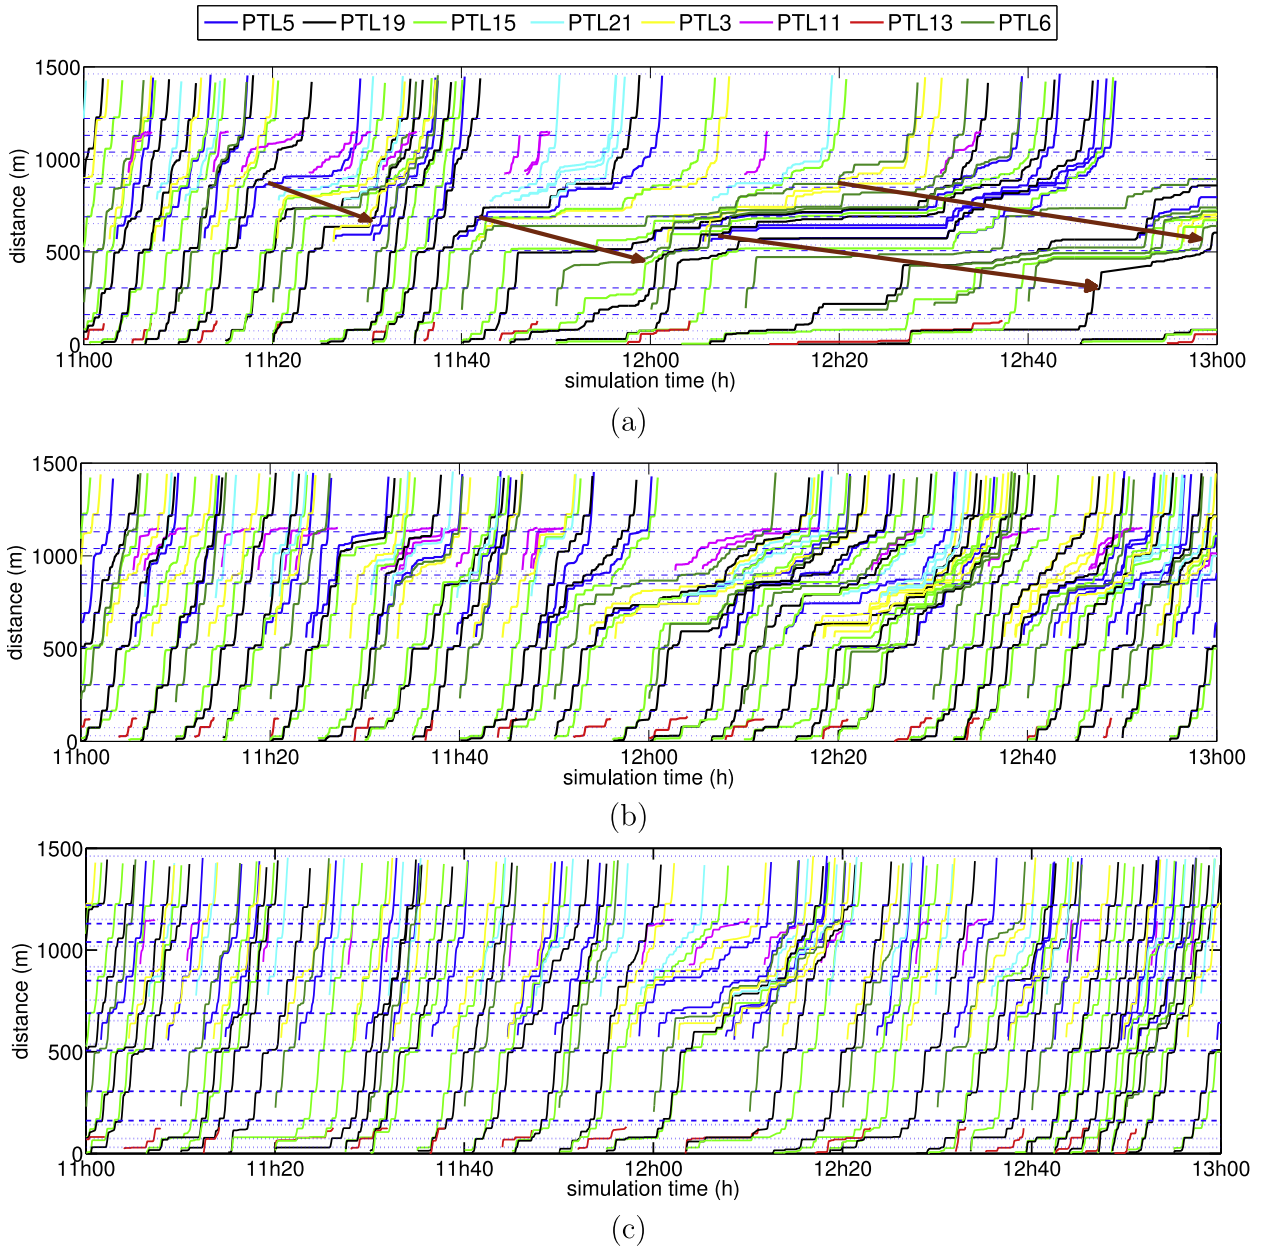 PTL5 PTL19 PTL15 PTL21 PTL3 PTL11 PTL13 PTL6
1500
1000
500
0
distance (m)
11h00 11h20 11h40 12h00 12h20 12h40 13h00
simulation time (h)
(a)
1500
1000
500
0
distance (m)
11h00 11h20 11h40 12h00 12h20 12h40 13h00
simulation time (h)
(b)
1500
1000
500
0
distance (m)
11h00 11h20 11h40 12h00 12h20 12h40 13h00
simulation time (h)
(c)